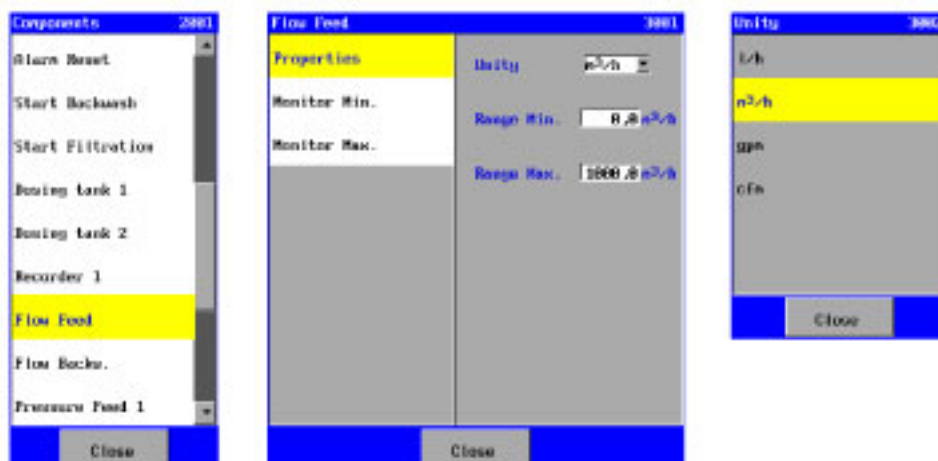 Components 2001
Alarm Reset
Start Backwash
Start Filtration
Dosing tank 1
Dosing tank 2
Recorder 1
Flow Feed
Flow Backw.
Pressure Feed 1
Close
Flow Feed 3001
Properties
Monitor Min.
Monitor Max.
Unity m³/h
Range Min. 0,0 m³/h
Range Max. 1000,0 m³/h
Close
Unity 3002
l/h
m³/h
gpm
cfm
Close